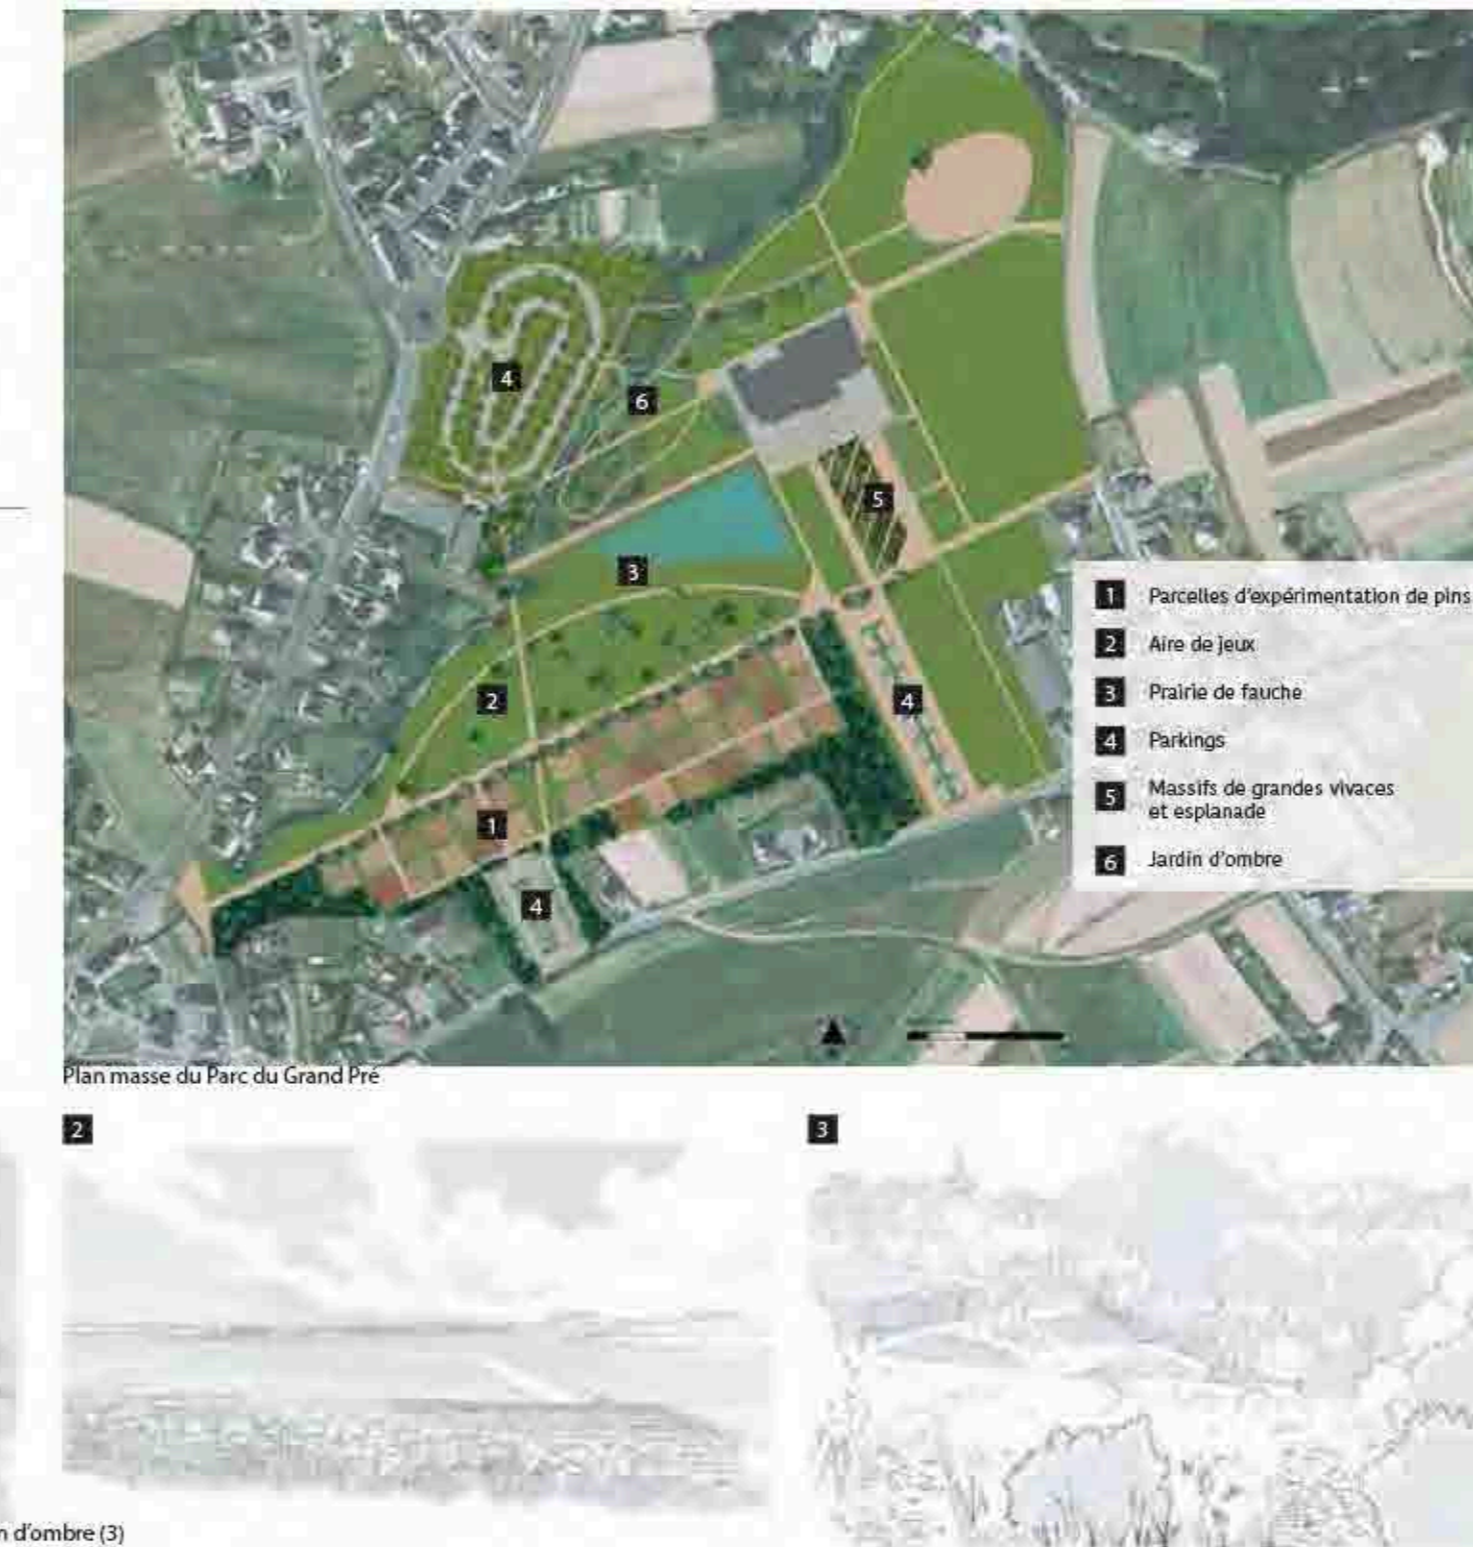 4
6
5
3
2
4
1
4
1 Parcelles d'expérimentation de pins
2 Aire de jeux
3 Prairie de fauche
4 Parkings
5 Massifs de grandes vivaces
et esplanade
6 Jardin d'ombre
Plan masse du Parc du Grand Pré
2
3
d'ombre (3)